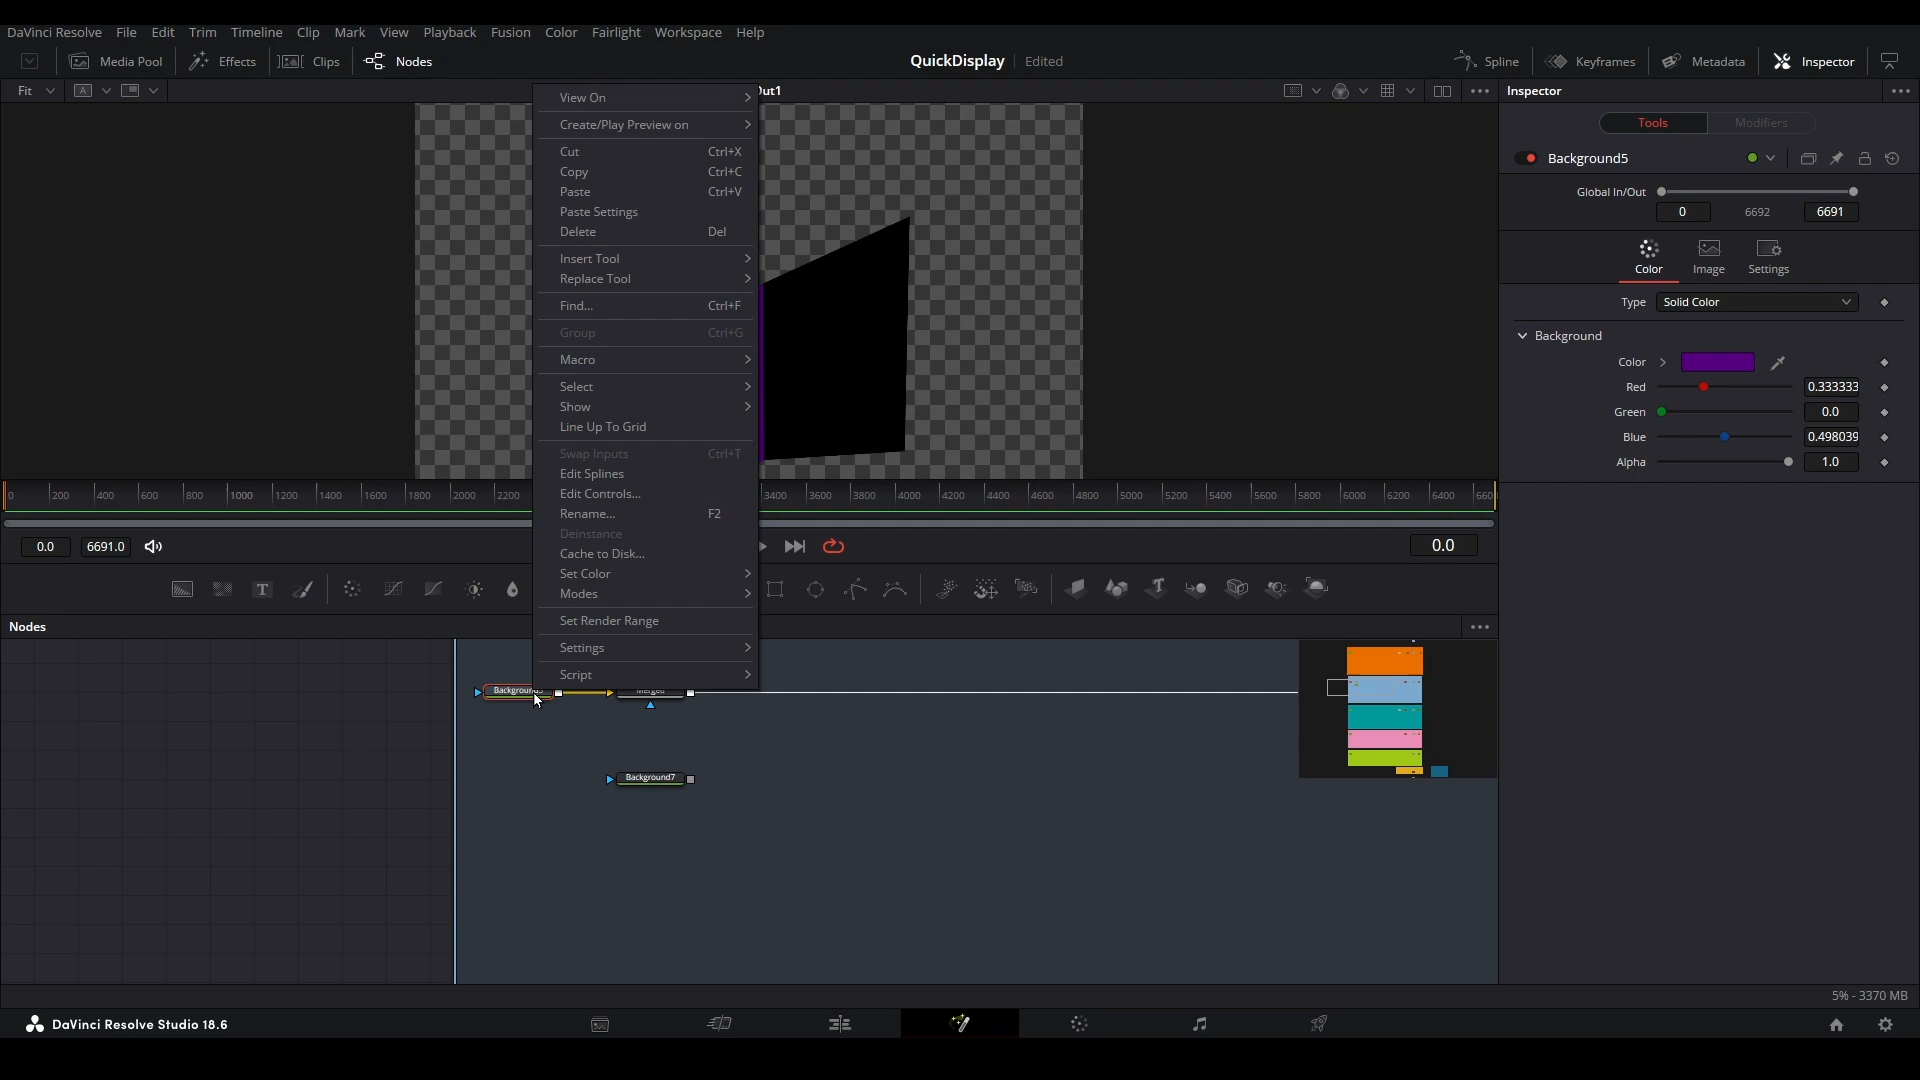 DaVinci Resolve File Edit Trim Timeline Clip Mark View Playback Fusion Color Fairlight Workspace Help
Media Pool Effects Clips Nodes QuickDisplay Edited Spline Keyframes Metadata Inspector
Fit A Out1 Inspector
View On
Create/Play Preview on
Cut Ctrl+X
Copy Ctrl+C
Paste Ctrl+V
Paste Settings
Delete Del
Insert Tool
Replace Tool
Find... Ctrl+F
Group Ctrl+G
Macro
Select
Show
Line Up To Grid
Swap Inputs Ctrl+T
Edit Splines
Edit Controls...
Rename... F2
Deinstance
Cache to Disk...
Set Color
Modes
Set Render Range
Settings
Script
Tools Modifiers
Background5
Global In/Out
0 6692 6691
Color Image Settings
Type Solid Color
Background
Color
Red 0.333333
Green 0.0
Blue 0.498039
Alpha 1.0
0 200 400 600 800 1000 1200 1400 1600 1800 2000 2200 3400 3600 3800 4000 4200 4400 4600 4800 5000 5200 5400 5600 5800 6000 6200 6400 660
0.0 6691.0 0.0
T T
Nodes
Background5
Background7
5% - 3370 MB
DaVinci Resolve Studio 18.6